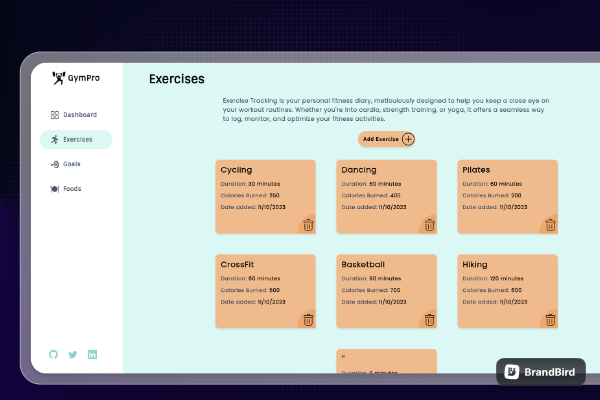 GymPro
Dashboard
Exercises
Goals
Foods
Exercises
Exercise Tracking is your personal fitness diary, meticulously designed to help you keep a close eye on
your workout routines. Whether you're into cardio, strength training, or yoga, it offers a seamless way
to log, monitor, and optimize your fitness activities.
Add Exercise
Cycling
Duration: 30 minutes
Calories Burned: 250
Date added: 11/10/2023
Dancing
Duration: 60 minutes
Calories Burned: 400
Date added: 11/10/2023
Pilates
Duration: 60 minutes
Calories Burned: 200
Date added: 11/10/2023
CrossFit
Duration: 60 minutes
Calories Burned: 500
Date added: 11/10/2023
Basketball
Duration: 90 minutes
Calories Burned: 700
Date added: 11/10/2023
Hiking
Duration: 120 minutes
Calories Burned: 600
Date added: 11/10/2023
BrandBird